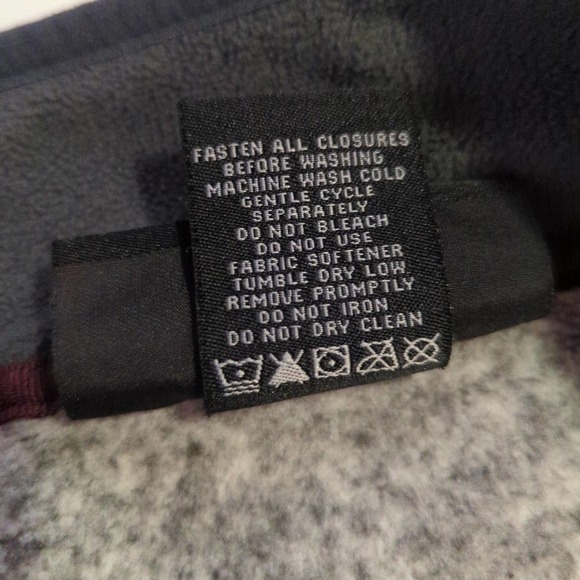 FASTEN ALL CLOSURES
BEFORE WASHING
MACHINE WASH COLD
GENTLE CYCLE
SEPARATELY
DO NOT BLEACH
DO NOT USE
FABRIC SOFTENER
TUMBLE DRY LOW
REMOVE PROMPTLY
DO NOT IRON
DO NOT DRY CLEAN